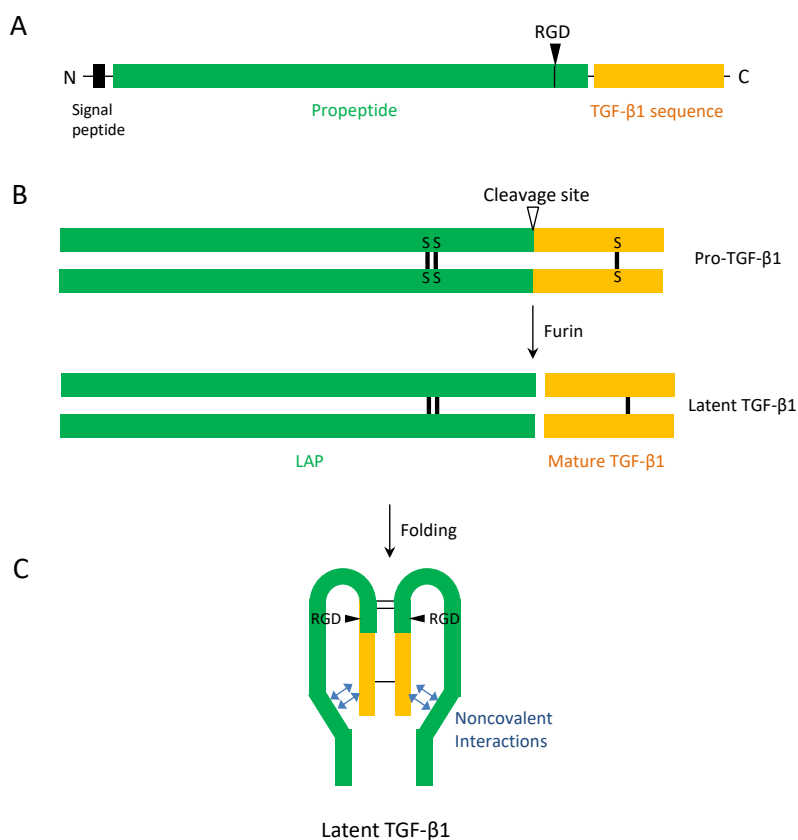 A
RGD
N
C
Signal
peptide
Propeptide
TGF-β1 sequence
B
Cleavage site
S S
S
S S
S
Pro-TGF-β1
Furin
Latent TGF-β1
LAP
Mature TGF-β1
Folding
C
RGD
RGD
Noncovalent
Interactions
Latent TGF-β1